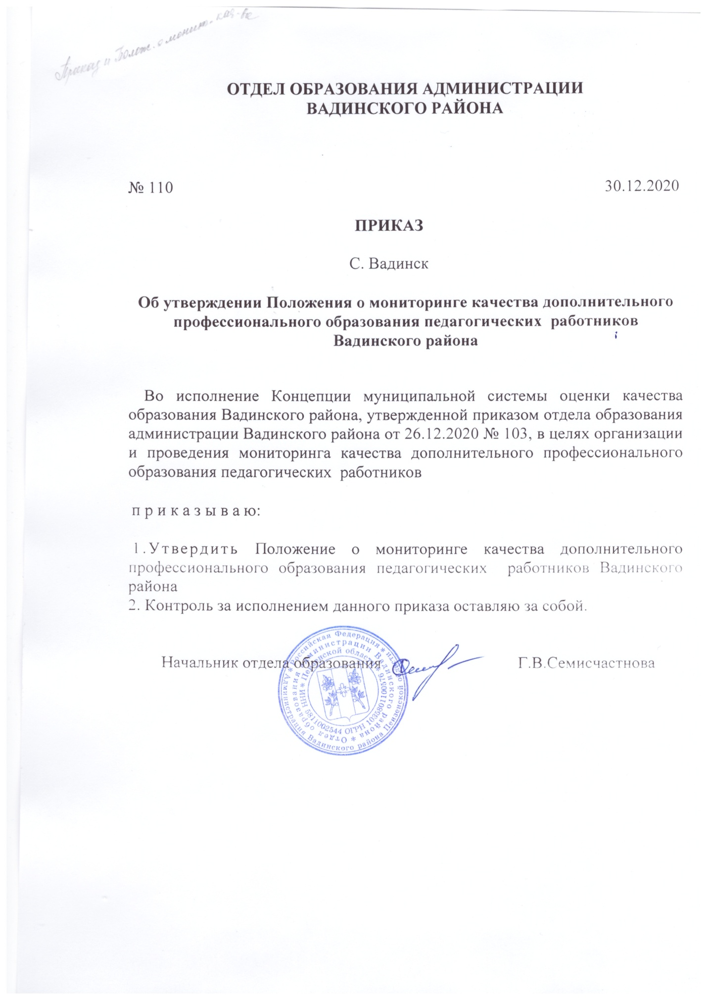 Приказ и Полож. о монит. кач-ва
ОТДЕЛ ОБРАЗОВАНИЯ АДМИНИСТРАЦИИ
ВАДИНСКОГО РАЙОНА
№ 110 30.12.2020
ПРИКАЗ
С. Вадинск
Об утверждении Положения о мониторинге качества дополнительного
профессионального образования педагогических работников
Вадинского района
Во исполнение Концепции муниципальной системы оценки качества
образования Вадинского района, утвержденной приказом отдела образования
администрации Вадинского района от 26.12.2020 № 103, в целях организации
и проведения мониторинга качества дополнительного профессионального
образования педагогических работников
п р и к а з ы в а ю:
1.Утвердить Положение о мониторинге качества дополнительного
профессионального образования педагогических работников Вадинского
района
2. Контроль за исполнением данного приказа оставляю за собой.
Начальник отдела образования Г.В.Семисчастнова
* Российская Федерация * Администрация Вадинского района Пензенской области
* Отдел образования администрации Вадинского района
* Пензенской области * ИНН 5811002544 ОГРН 1035801100576